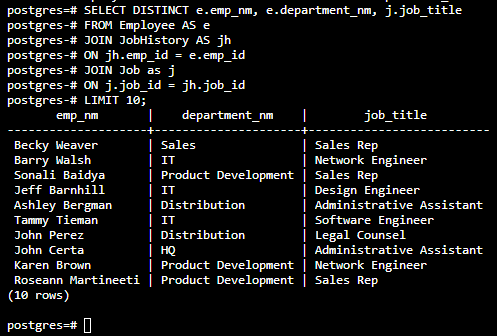 postgres=# SELECT DISTINCT e.emp_nm, e.department_nm, j.job_title
postgres-# FROM Employee AS e
postgres-# JOIN JobHistory AS jh
postgres-# ON jh.emp_id = e.emp_id
postgres-# JOIN Job as j
postgres-# ON j.job_id = jh.job_id
postgres-# LIMIT 10;
      emp_nm       |   department_nm    |        job_title
-------------------+--------------------+--------------------------
 Becky Weaver      | Sales              | Sales Rep
 Barry Walsh       | IT                 | Network Engineer
 Sonali Baidya     | Product Development | Sales Rep
 Jeff Barnhill     | IT                 | Design Engineer
 Ashley Bergman    | Distribution       | Administrative Assistant
 Tammy Tieman      | IT                 | Software Engineer
 John Perez        | Distribution       | Legal Counsel
 John Certa        | HQ                 | Administrative Assistant
 Karen Brown       | Product Development | Network Engineer
 Roseann Martineeti | Product Development | Sales Rep
(10 rows)
postgres=#